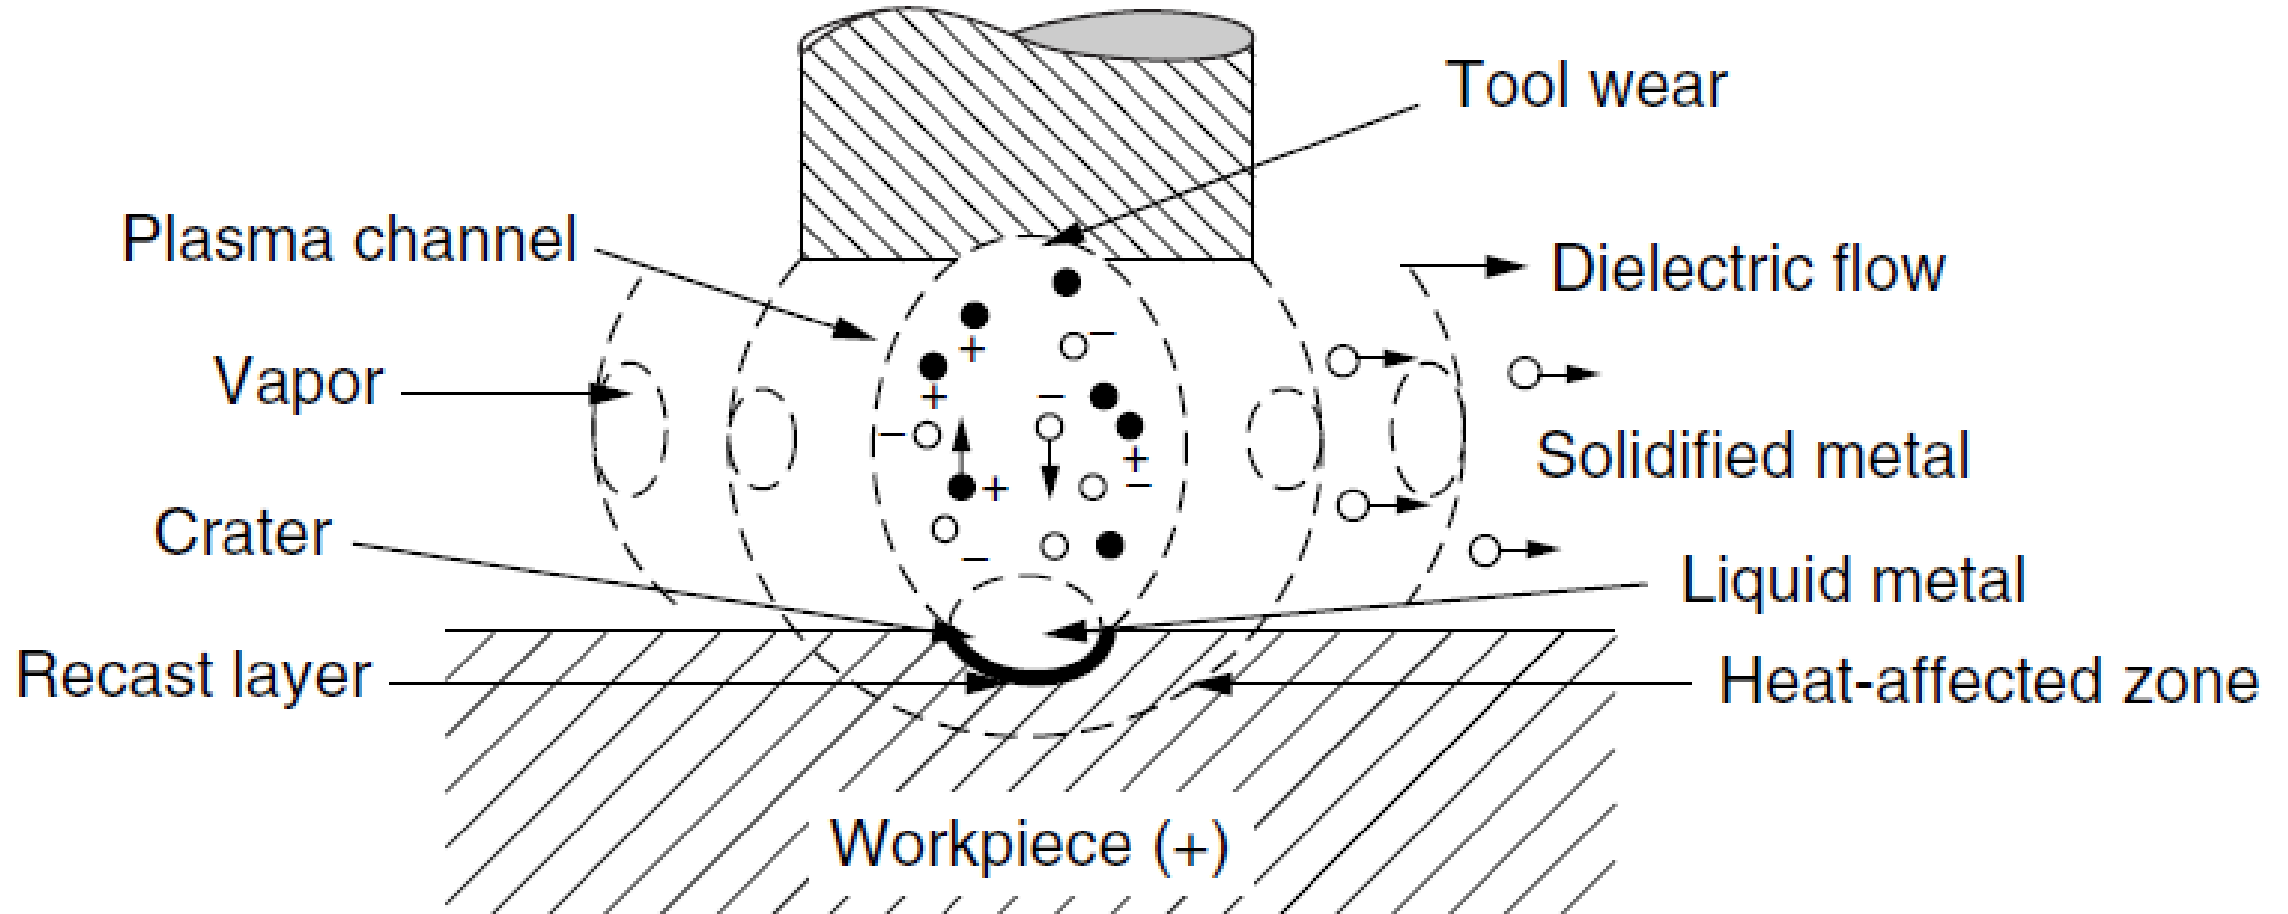 Tool wear
Plasma channel
Dielectric flow
Vapor
Solidified metal
Crater
Liquid metal
Recast layer
Heat-affected zone
Workpiece (+)
+
–
+
–
–
+
–
+
–